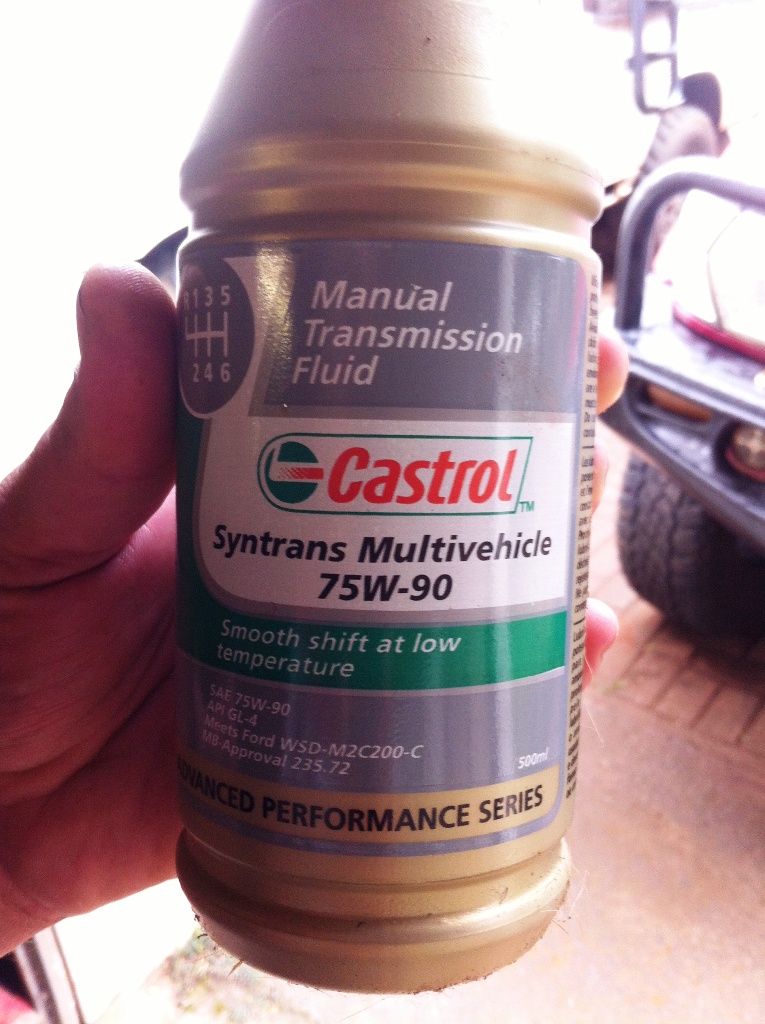 R 1 3 5
2 4 6
Manual
Transmission
Fluid
Castrol™
Syntrans Multivehicle
75W-90
Smooth shift at low
temperature
SAE 75W-90
API GL-4
Meets Ford WSD-M2C200-C
MB-Approval 235.72
500ml
ADVANCED PERFORMANCE SERIES